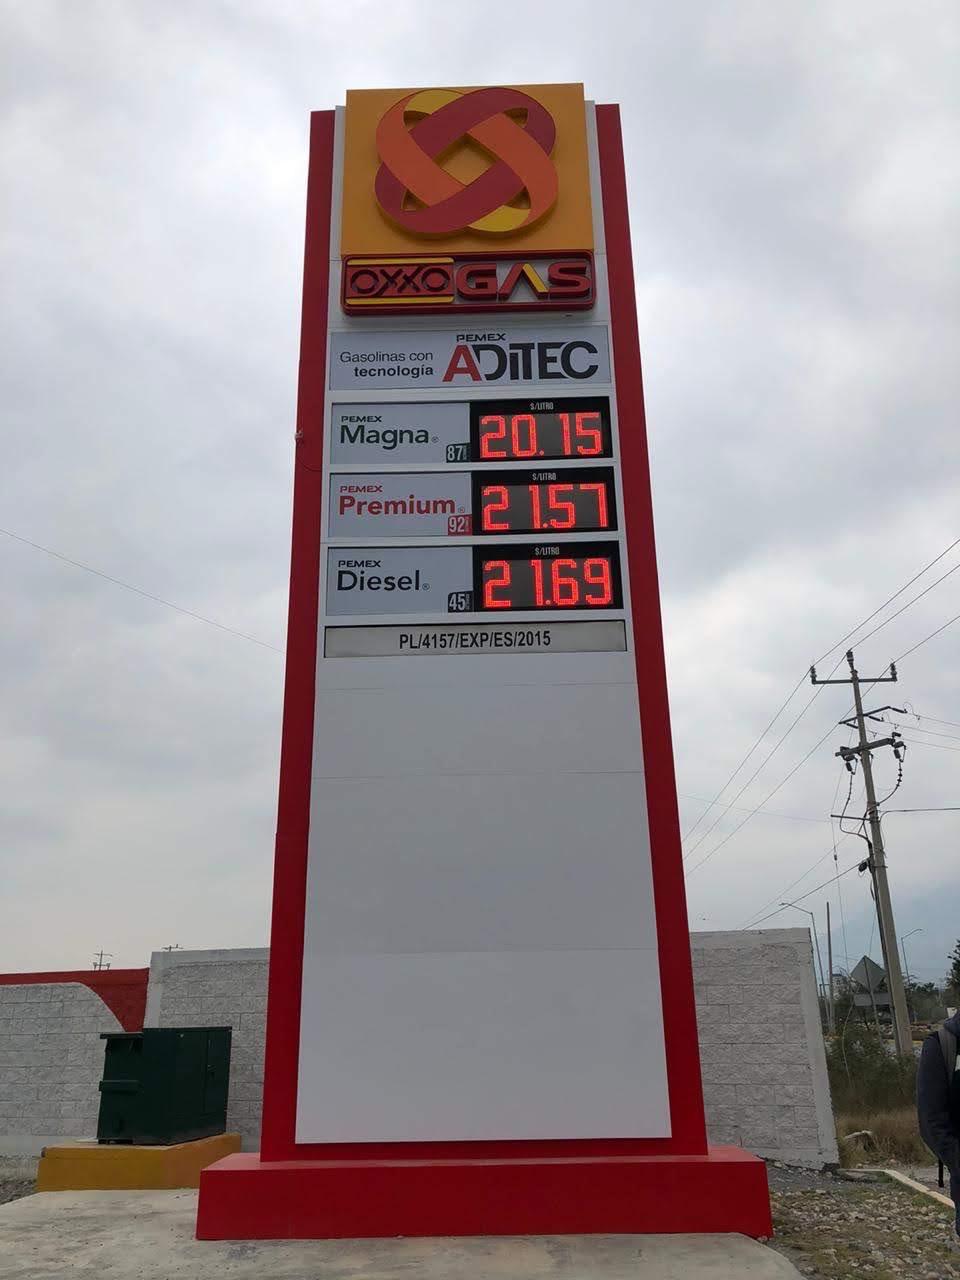 OXXO GAS
Gasolinas con
tecnología
PEMEX
ADiTEC
PEMEX
Magna®
87
$/LITRO
20.15
PEMEX
Premium®
92
$/LITRO
21.57
PEMEX
Diesel®
45
$/LITRO
21.69
PL/4157/EXP/ES/2015